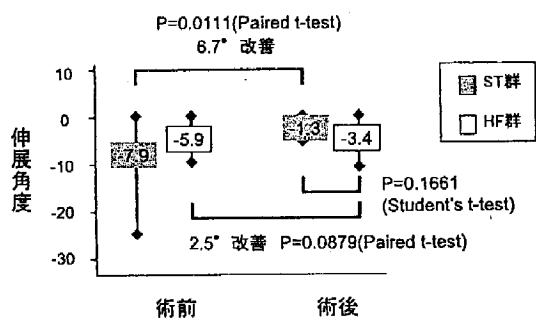 P=0.0111(Paired t-test)
6.7° 改善
10
0
-10
-20
-30
伸展角度
-7.9
-5.9
-1.3
-3.4
ST群
HF群
P=0.1661
(Student's t-test)
2.5° 改善 P=0.0879(Paired t-test)
術前 術後